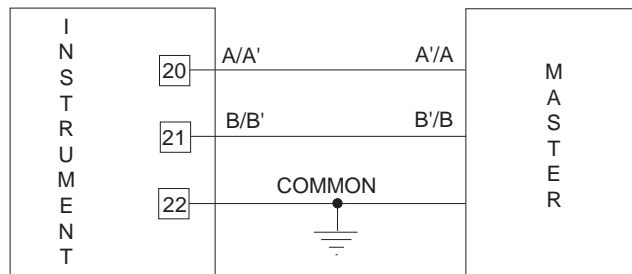 INSTRUMENT
20 A/A' A'/A
21 B/B' B'/B
22 COMMON
MASTER